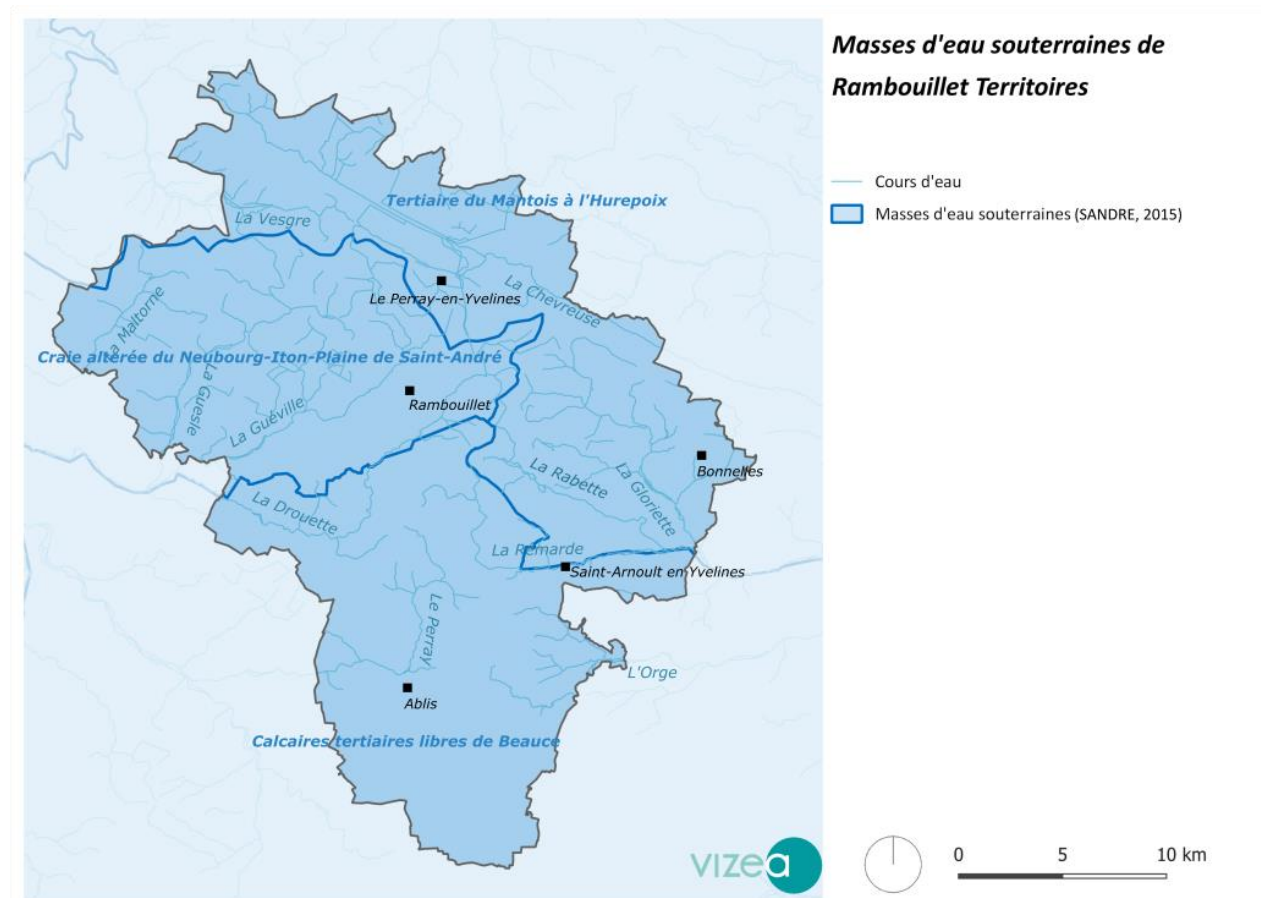 Masses d'eau souterraines de
Rambouillet Territoires
Cours d'eau
Masses d'eau souterraines (SANDRE, 2015)
Tertiaire du Mantois à l'Hurepoix
La Vesgre
Le Perray-en-Yvelines
La Chevreuse
La Maltorne
Craie altérée du Neubourg-Iton-Plaine de Saint-André
La Guesle
Rambouillet
La Guéville
Bonnelles
La Rabette
La Gloriette
La Drouette
La Rémarde
Saint-Arnoult en Yvelines
Le Perray
L'Orge
Ablis
Calcaires tertiaires libres de Beauce
vizea
0 5 10 km